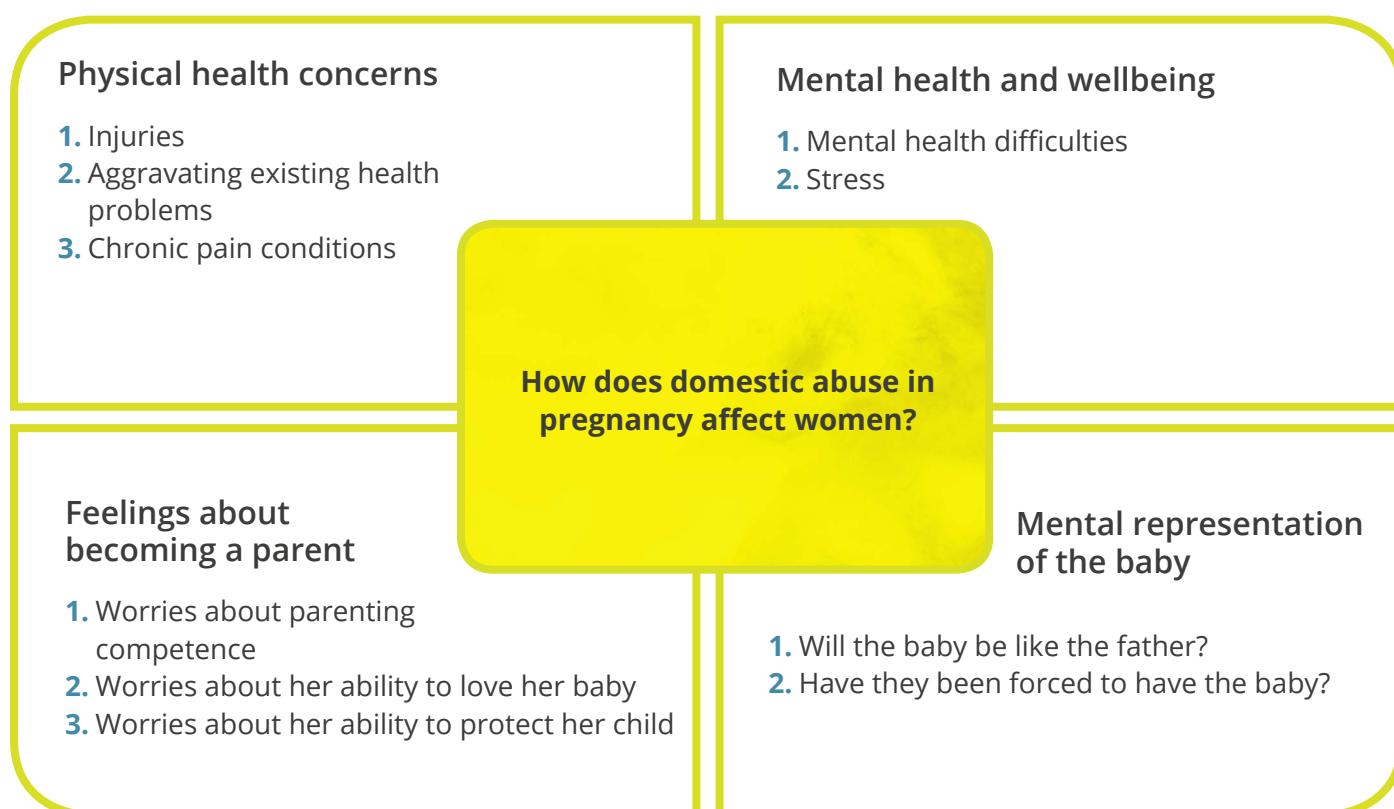 Physical health concerns
1. Injuries
2. Aggravating existing health
problems
3. Chronic pain conditions
Mental health and wellbeing
1. Mental health difficulties
2. Stress
How does domestic abuse in
pregnancy affect women?
Feelings about
becoming a parent
1. Worries about parenting
competence
2. Worries about her ability to love her baby
3. Worries about her ability to protect her child
Mental representation
of the baby
1. Will the baby be like the father?
2. Have they been forced to have the baby?